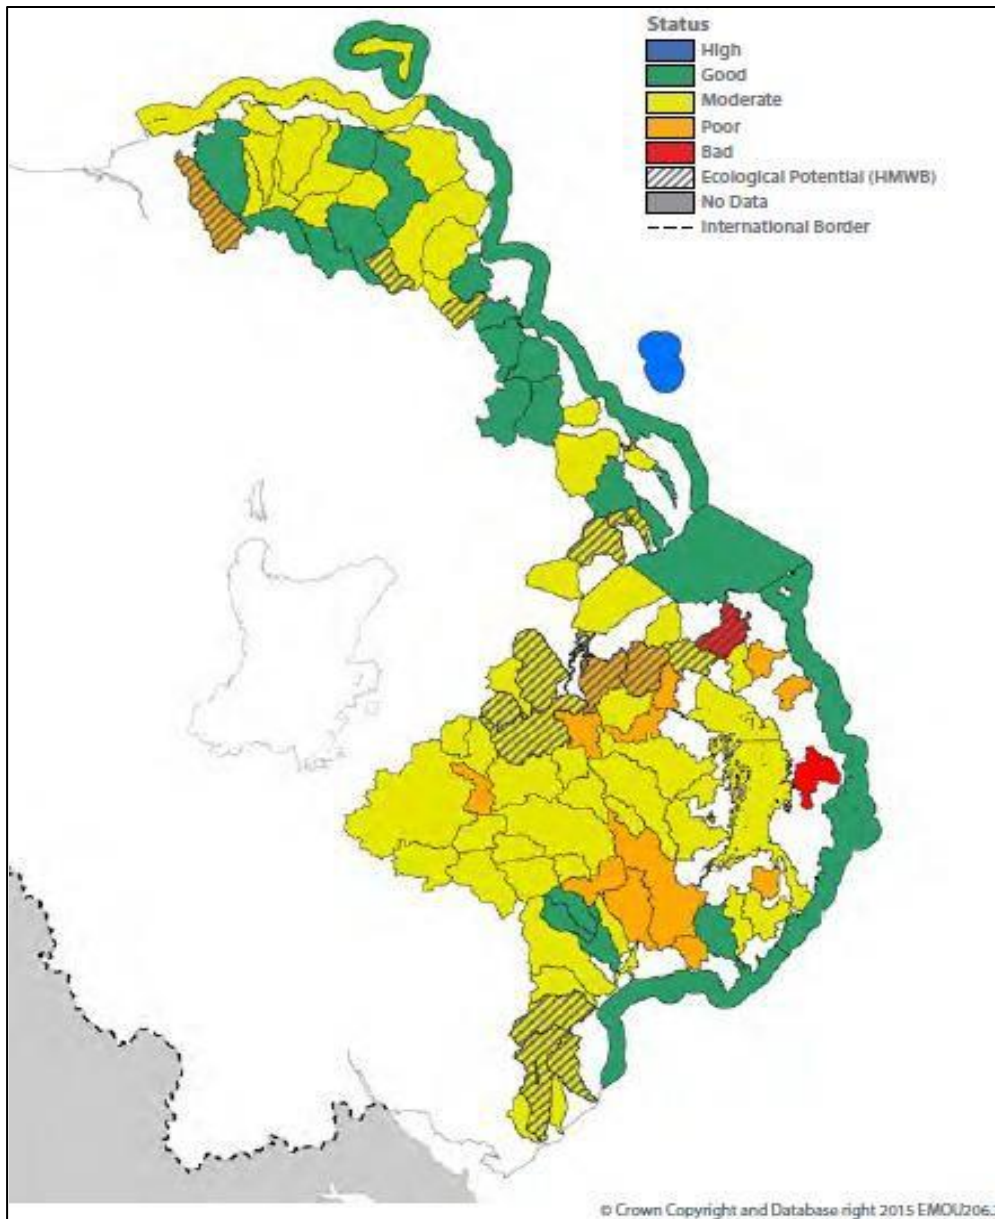 Status
High
Good
Moderate
Poor
Bad
Ecological Potential (HMWB)
No Data
International Border
© Crown Copyright and Database right 2015 EMOU206.